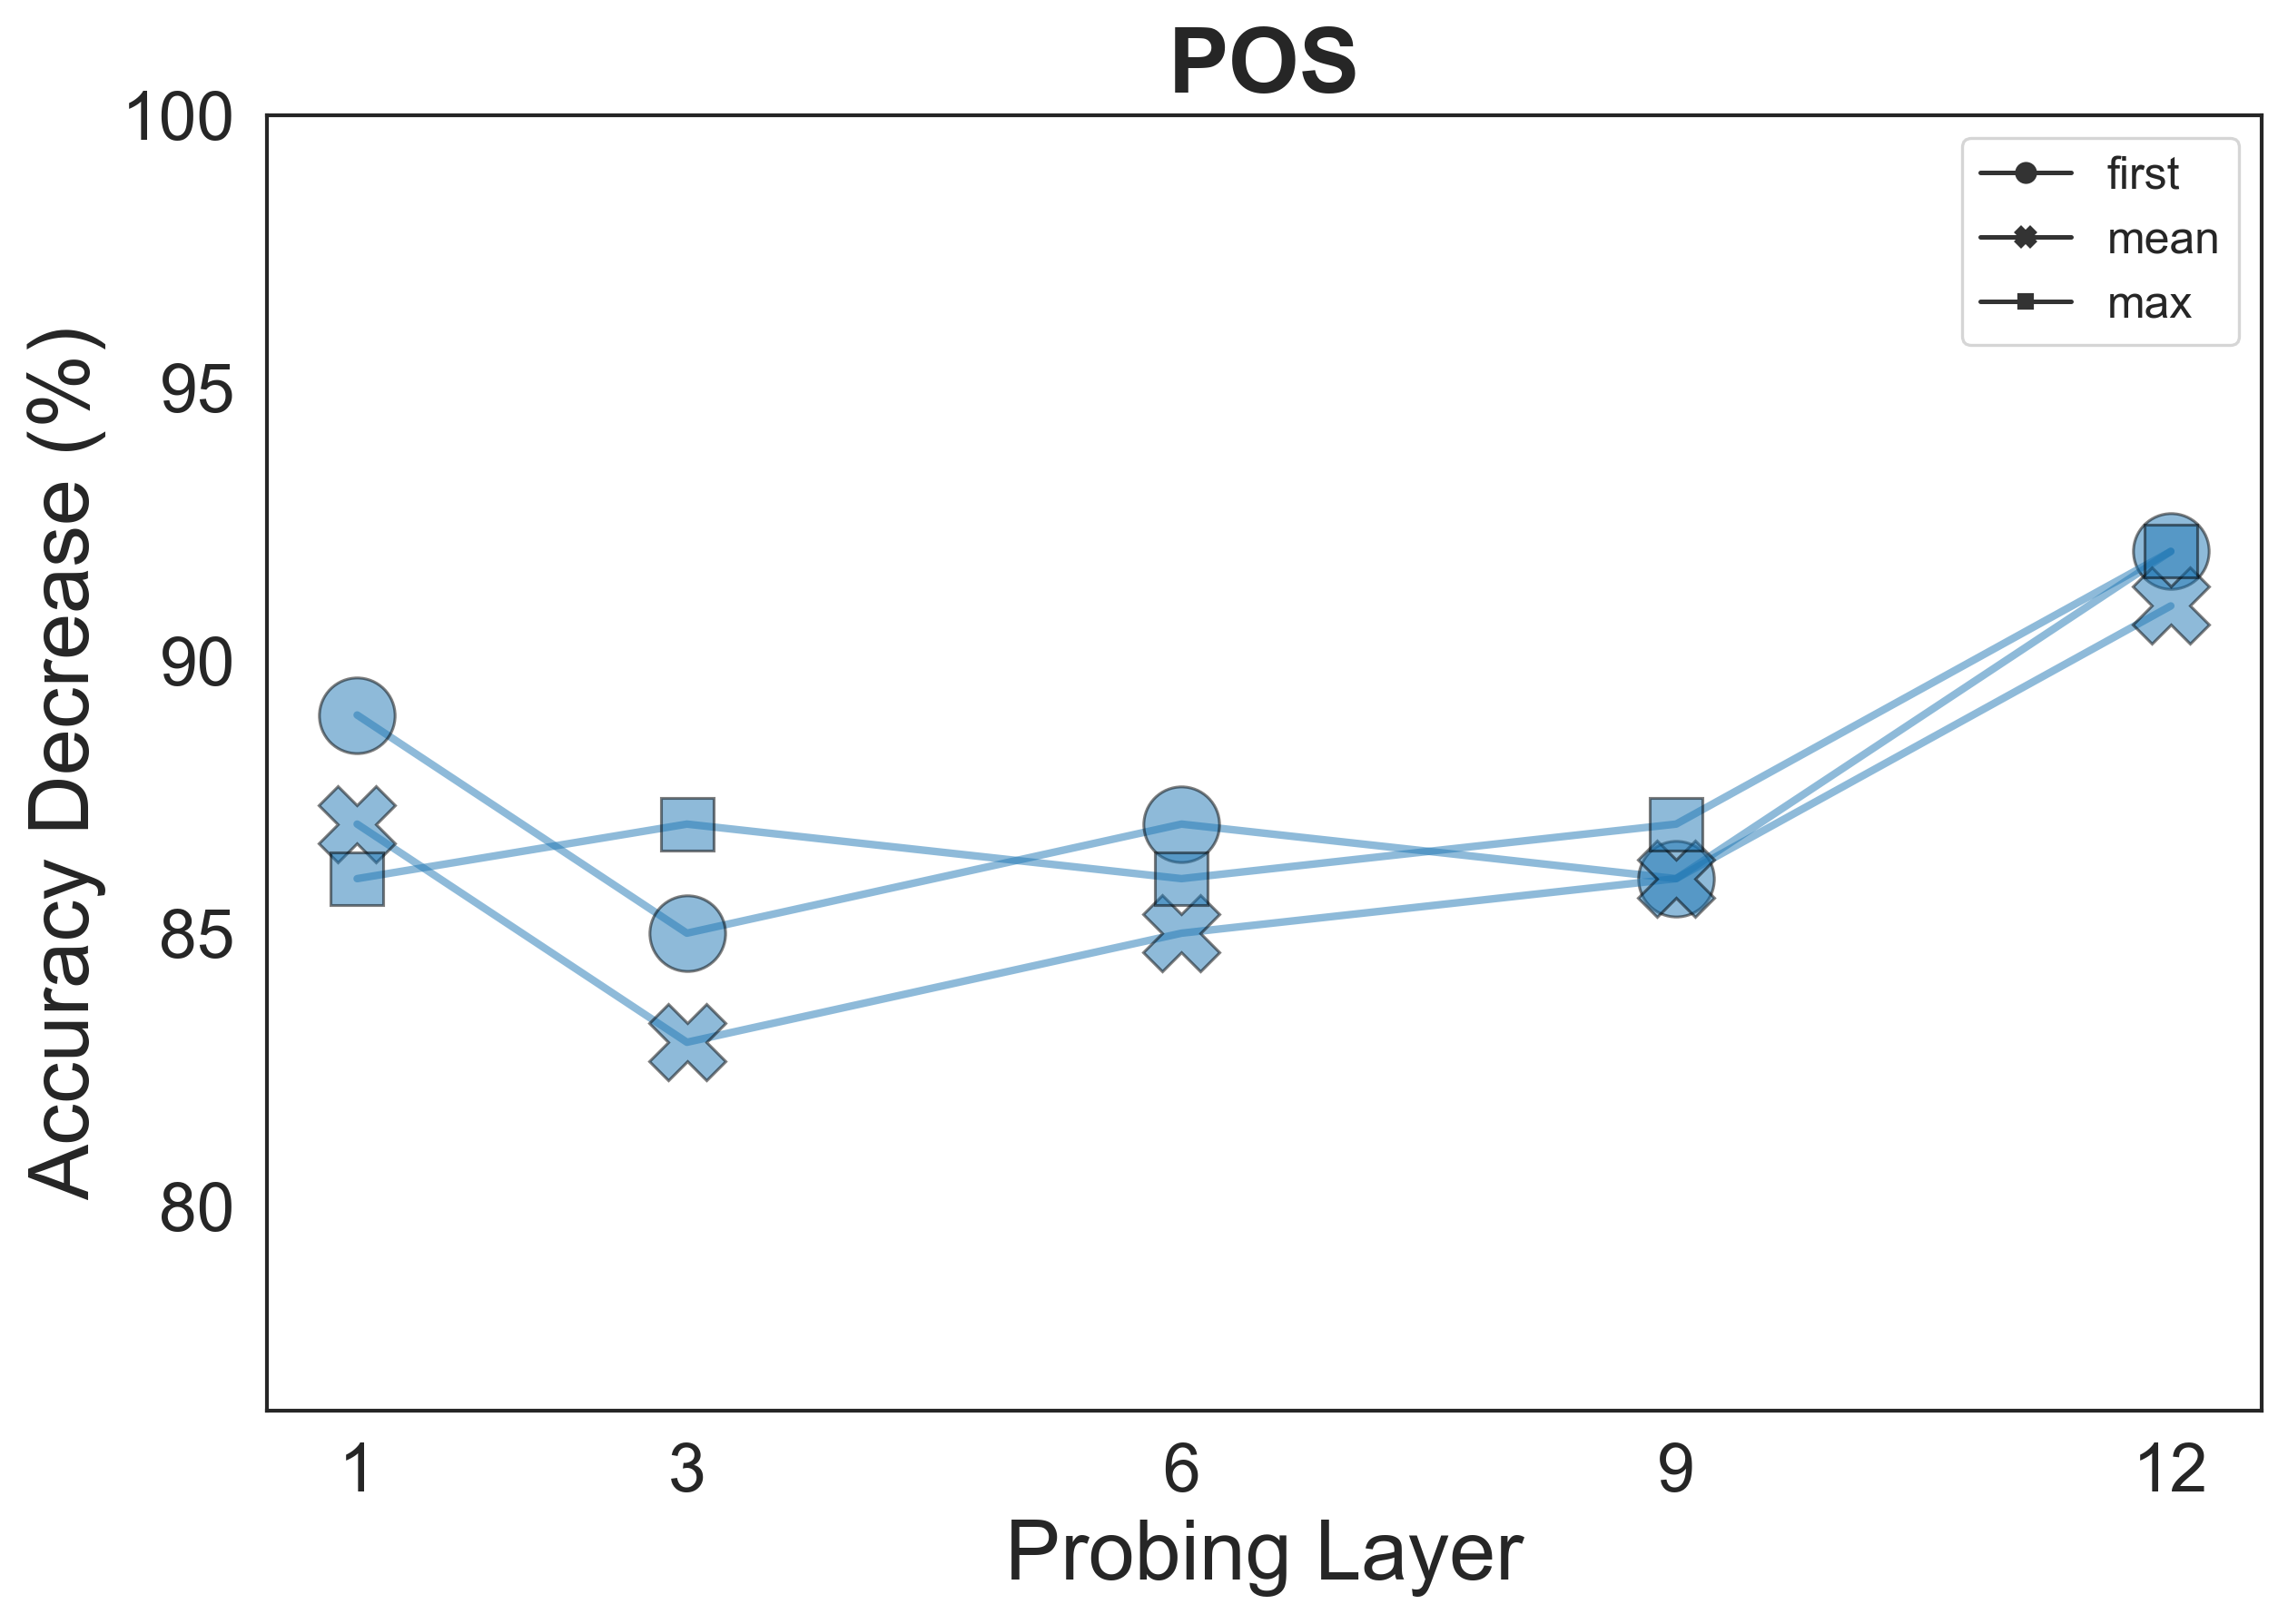 POS
100
95
90
85
80
Accuracy Decrease (%)
first
mean
max
1 3 6 9 12
Probing Layer